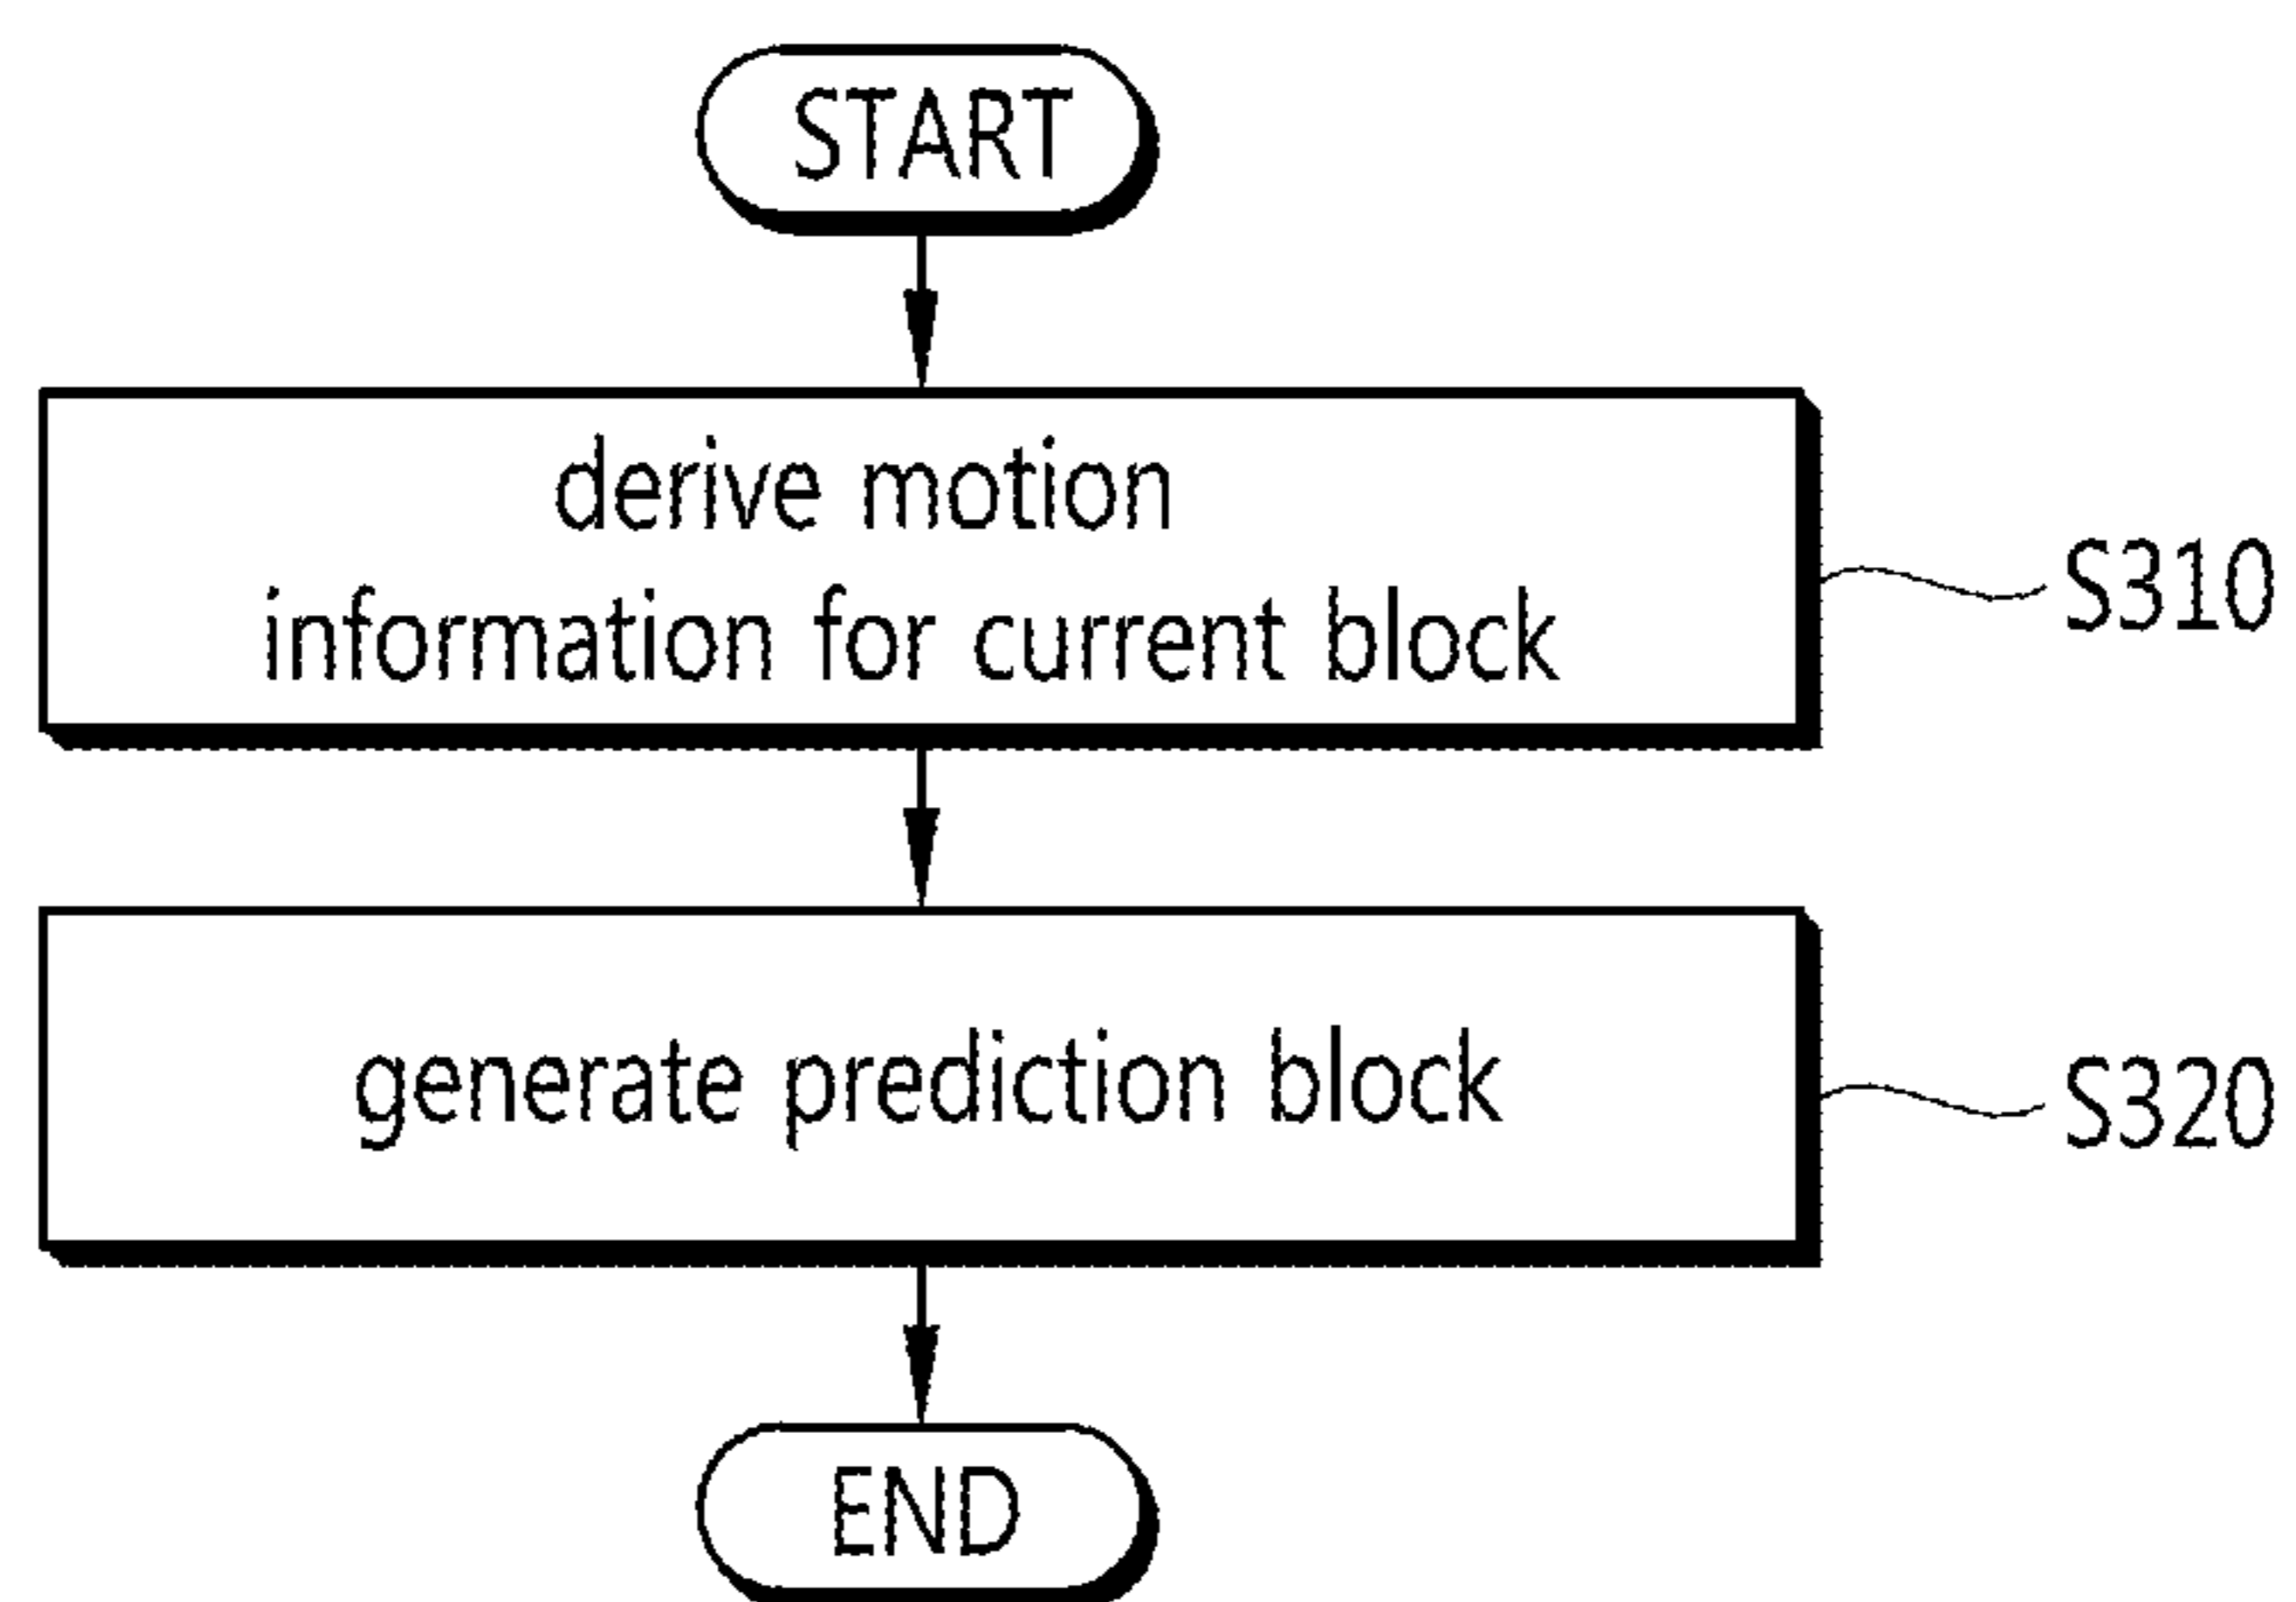 START
derive motion
information for current block
S310
generate prediction block
S320
END